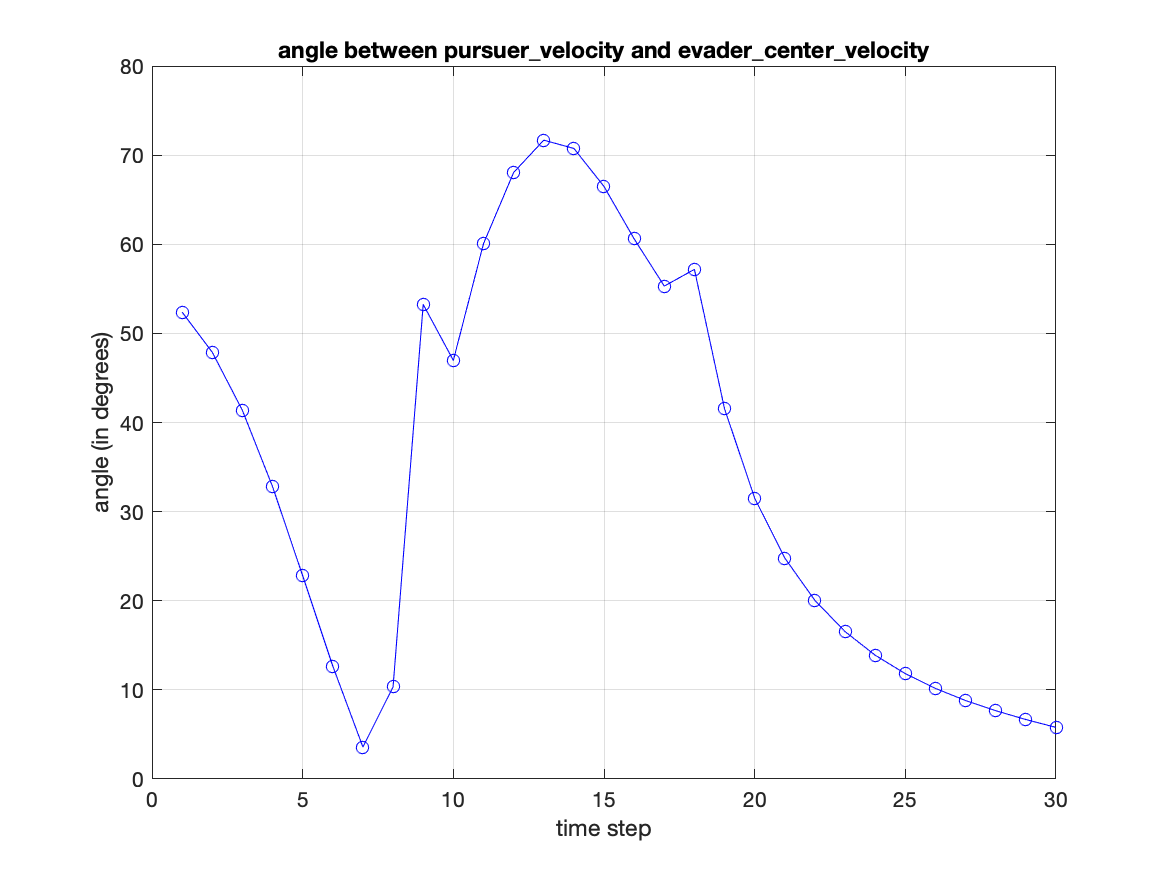 angle between pursuer_velocity and evader_center_velocity
80
70
60
50
40
30
20
10
0
angle (in degrees)
0 5 10 15 20 25 30
time step